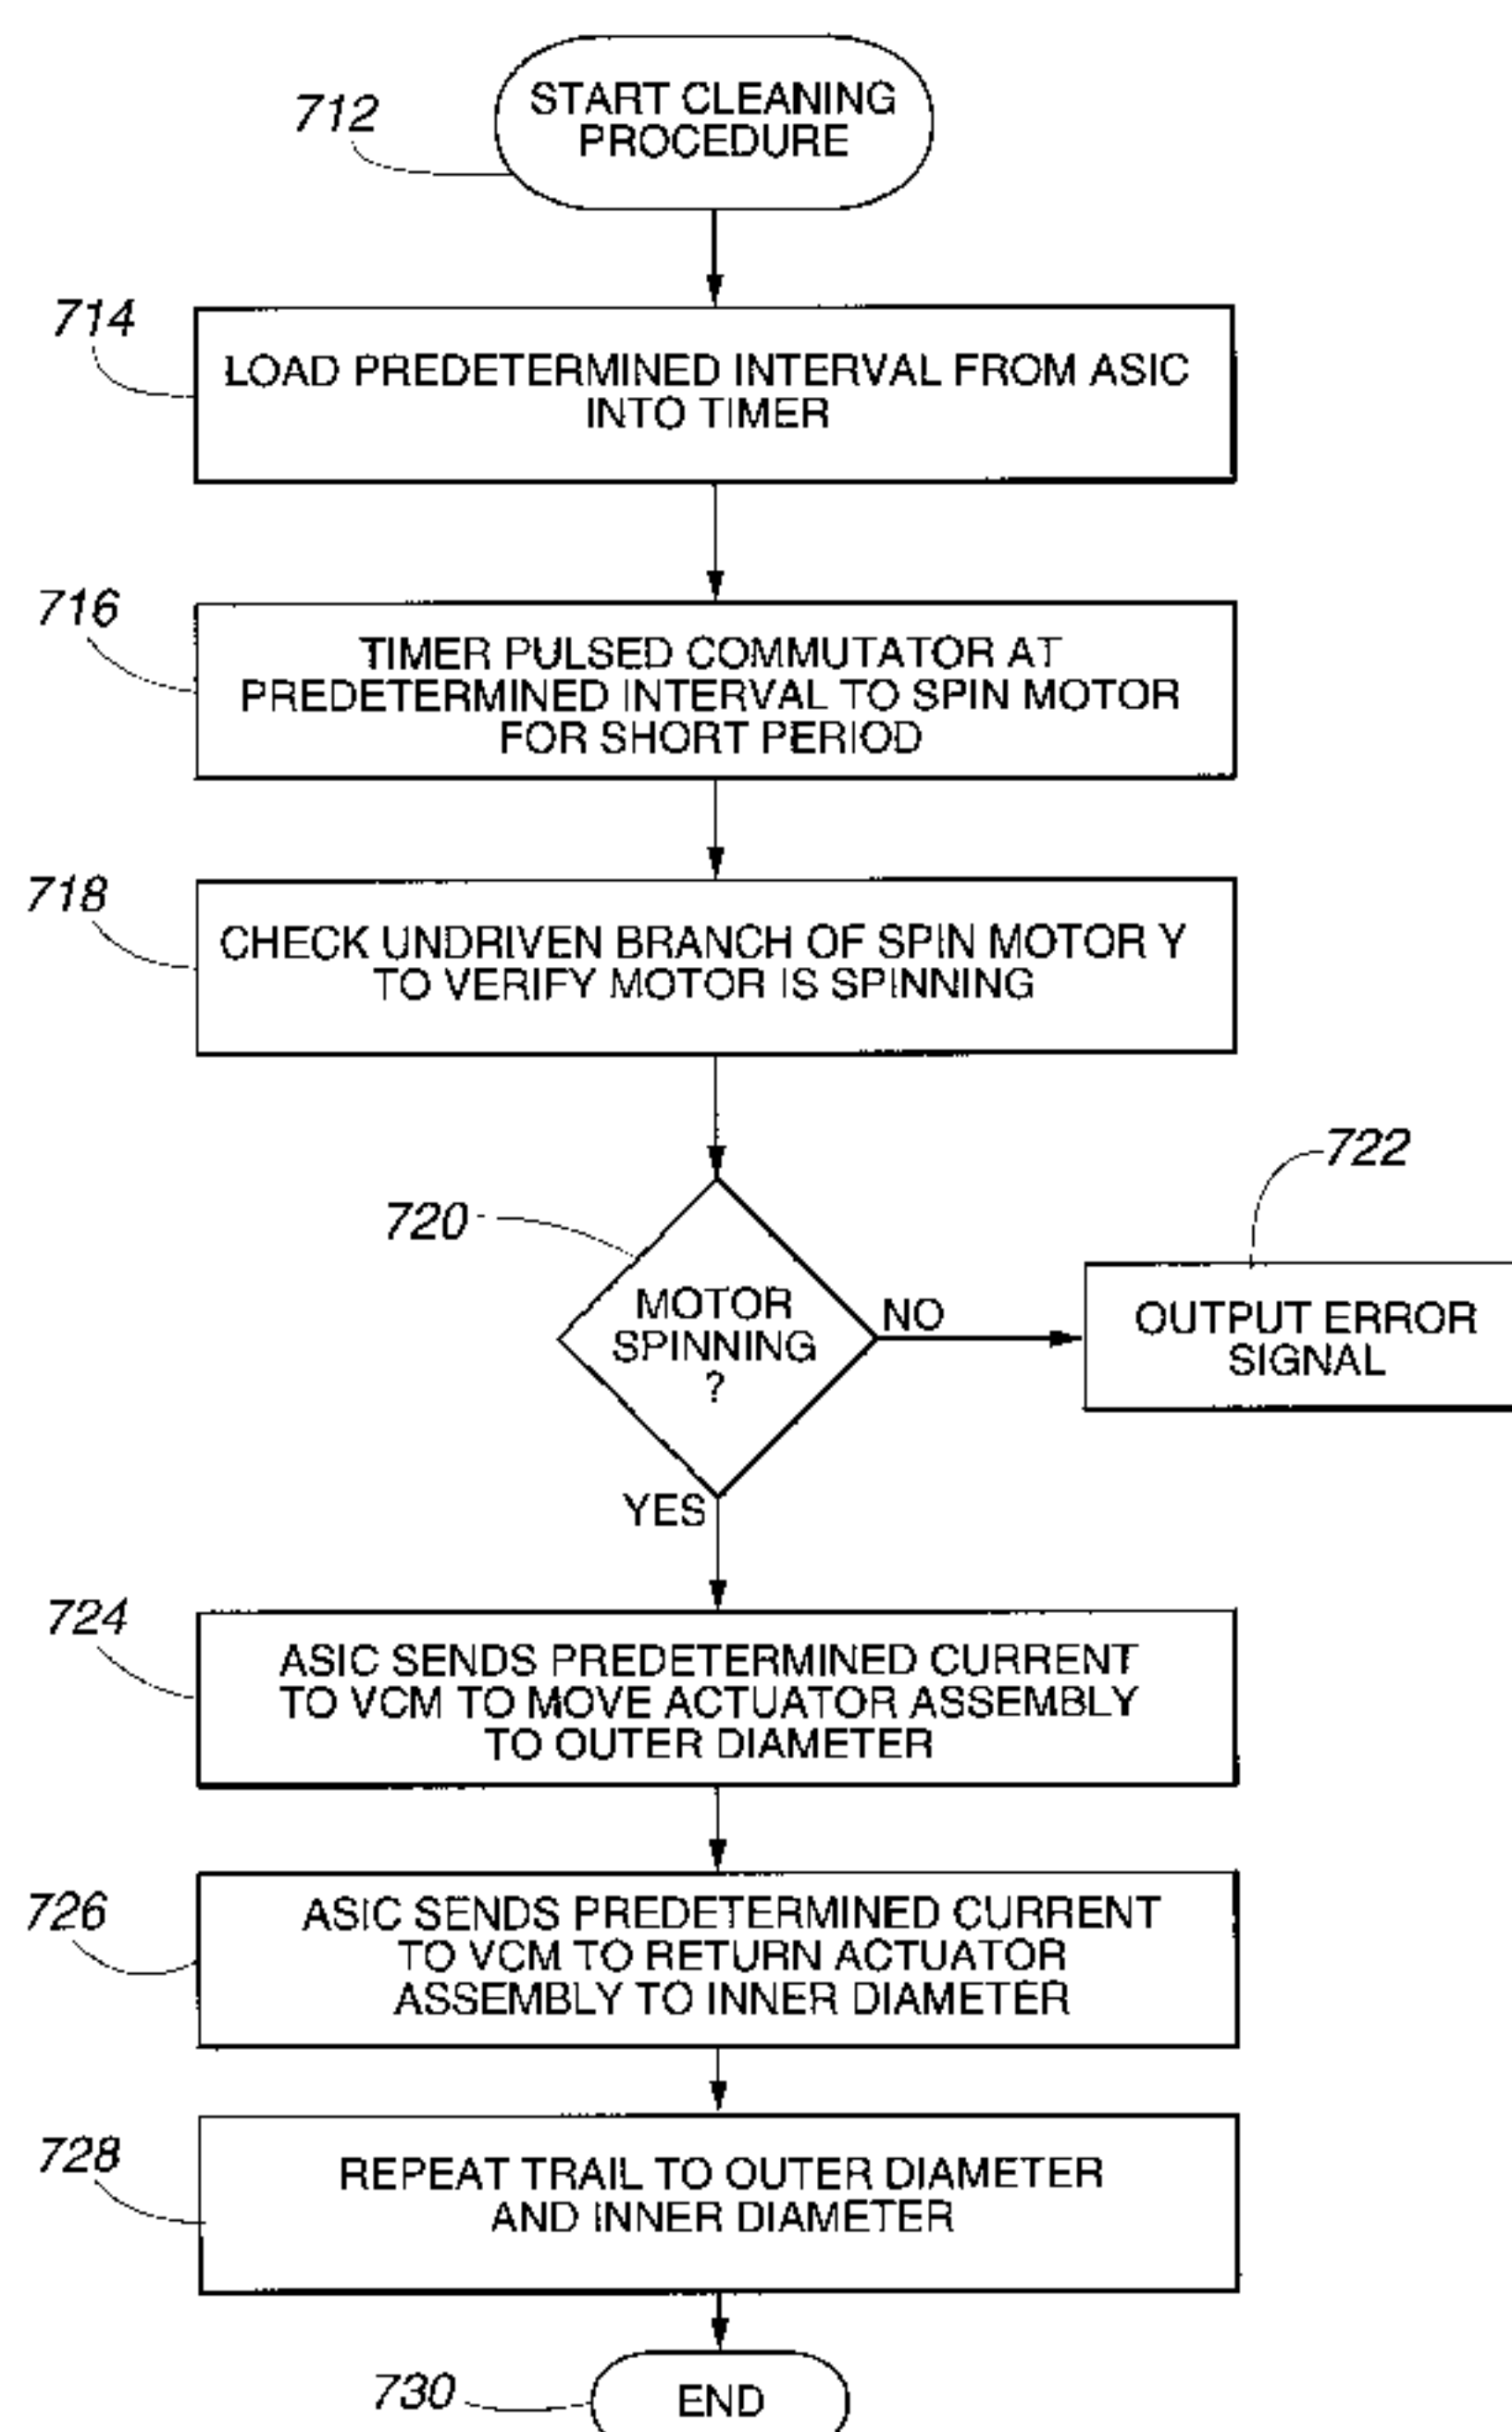 712
START CLEANING
PROCEDURE
714
LOAD PREDETERMINED INTERVAL FROM ASIC
INTO TIMER
716
TIMER PULSED COMMUTATOR AT
PREDETERMINED INTERVAL TO SPIN MOTOR
FOR SHORT PERIOD
718
CHECK UNDRIVEN BRANCH OF SPIN MOTOR Y
TO VERIFY MOTOR IS SPINNING
720
MOTOR
SPINNING
?
NO
722
OUTPUT ERROR
SIGNAL
YES
724
ASIC SENDS PREDETERMINED CURRENT
TO VCM TO MOVE ACTUATOR ASSEMBLY
TO OUTER DIAMETER
726
ASIC SENDS PREDETERMINED CURRENT
TO VCM TO RETURN ACTUATOR
ASSEMBLY TO INNER DIAMETER
728
REPEAT TRAIL TO OUTER DIAMETER
AND INNER DIAMETER
730
END